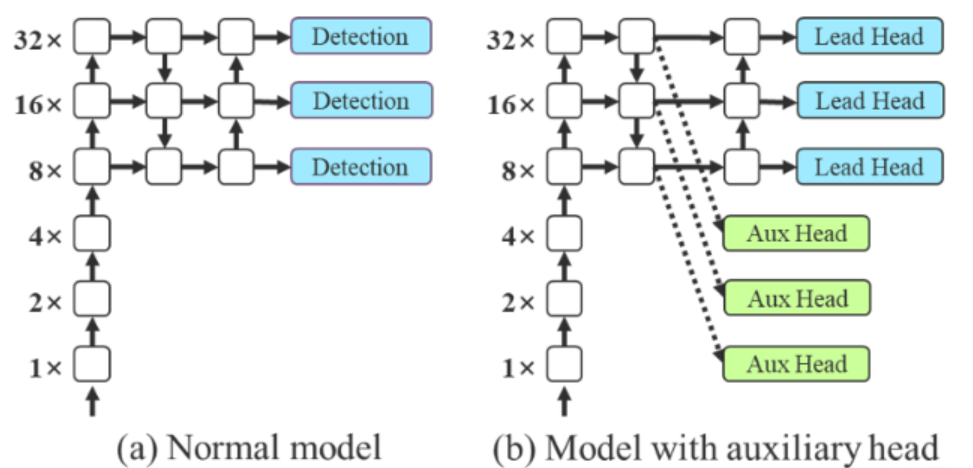 32×
Detection
16×
Detection
8×
Detection
4×
2×
1×
(a) Normal model
32×
Lead Head
16×
Lead Head
8×
Lead Head
4×
Aux Head
2×
Aux Head
1×
Aux Head
(b) Model with auxiliary head